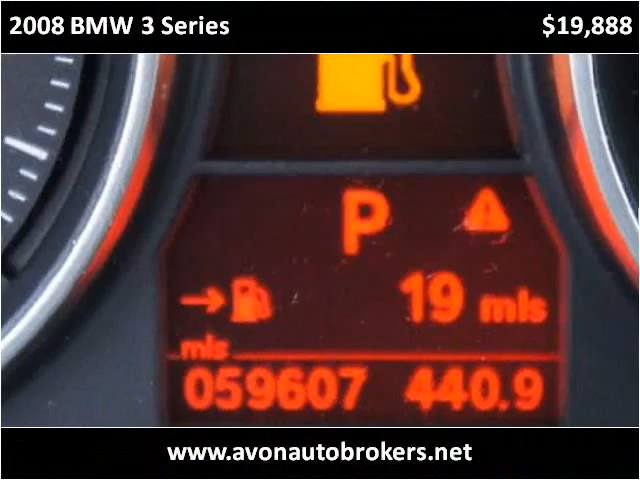 2008 BMW 3 Series $19,888
P
19 mls
mls
059607 440.9
www.avonautobrokers.net